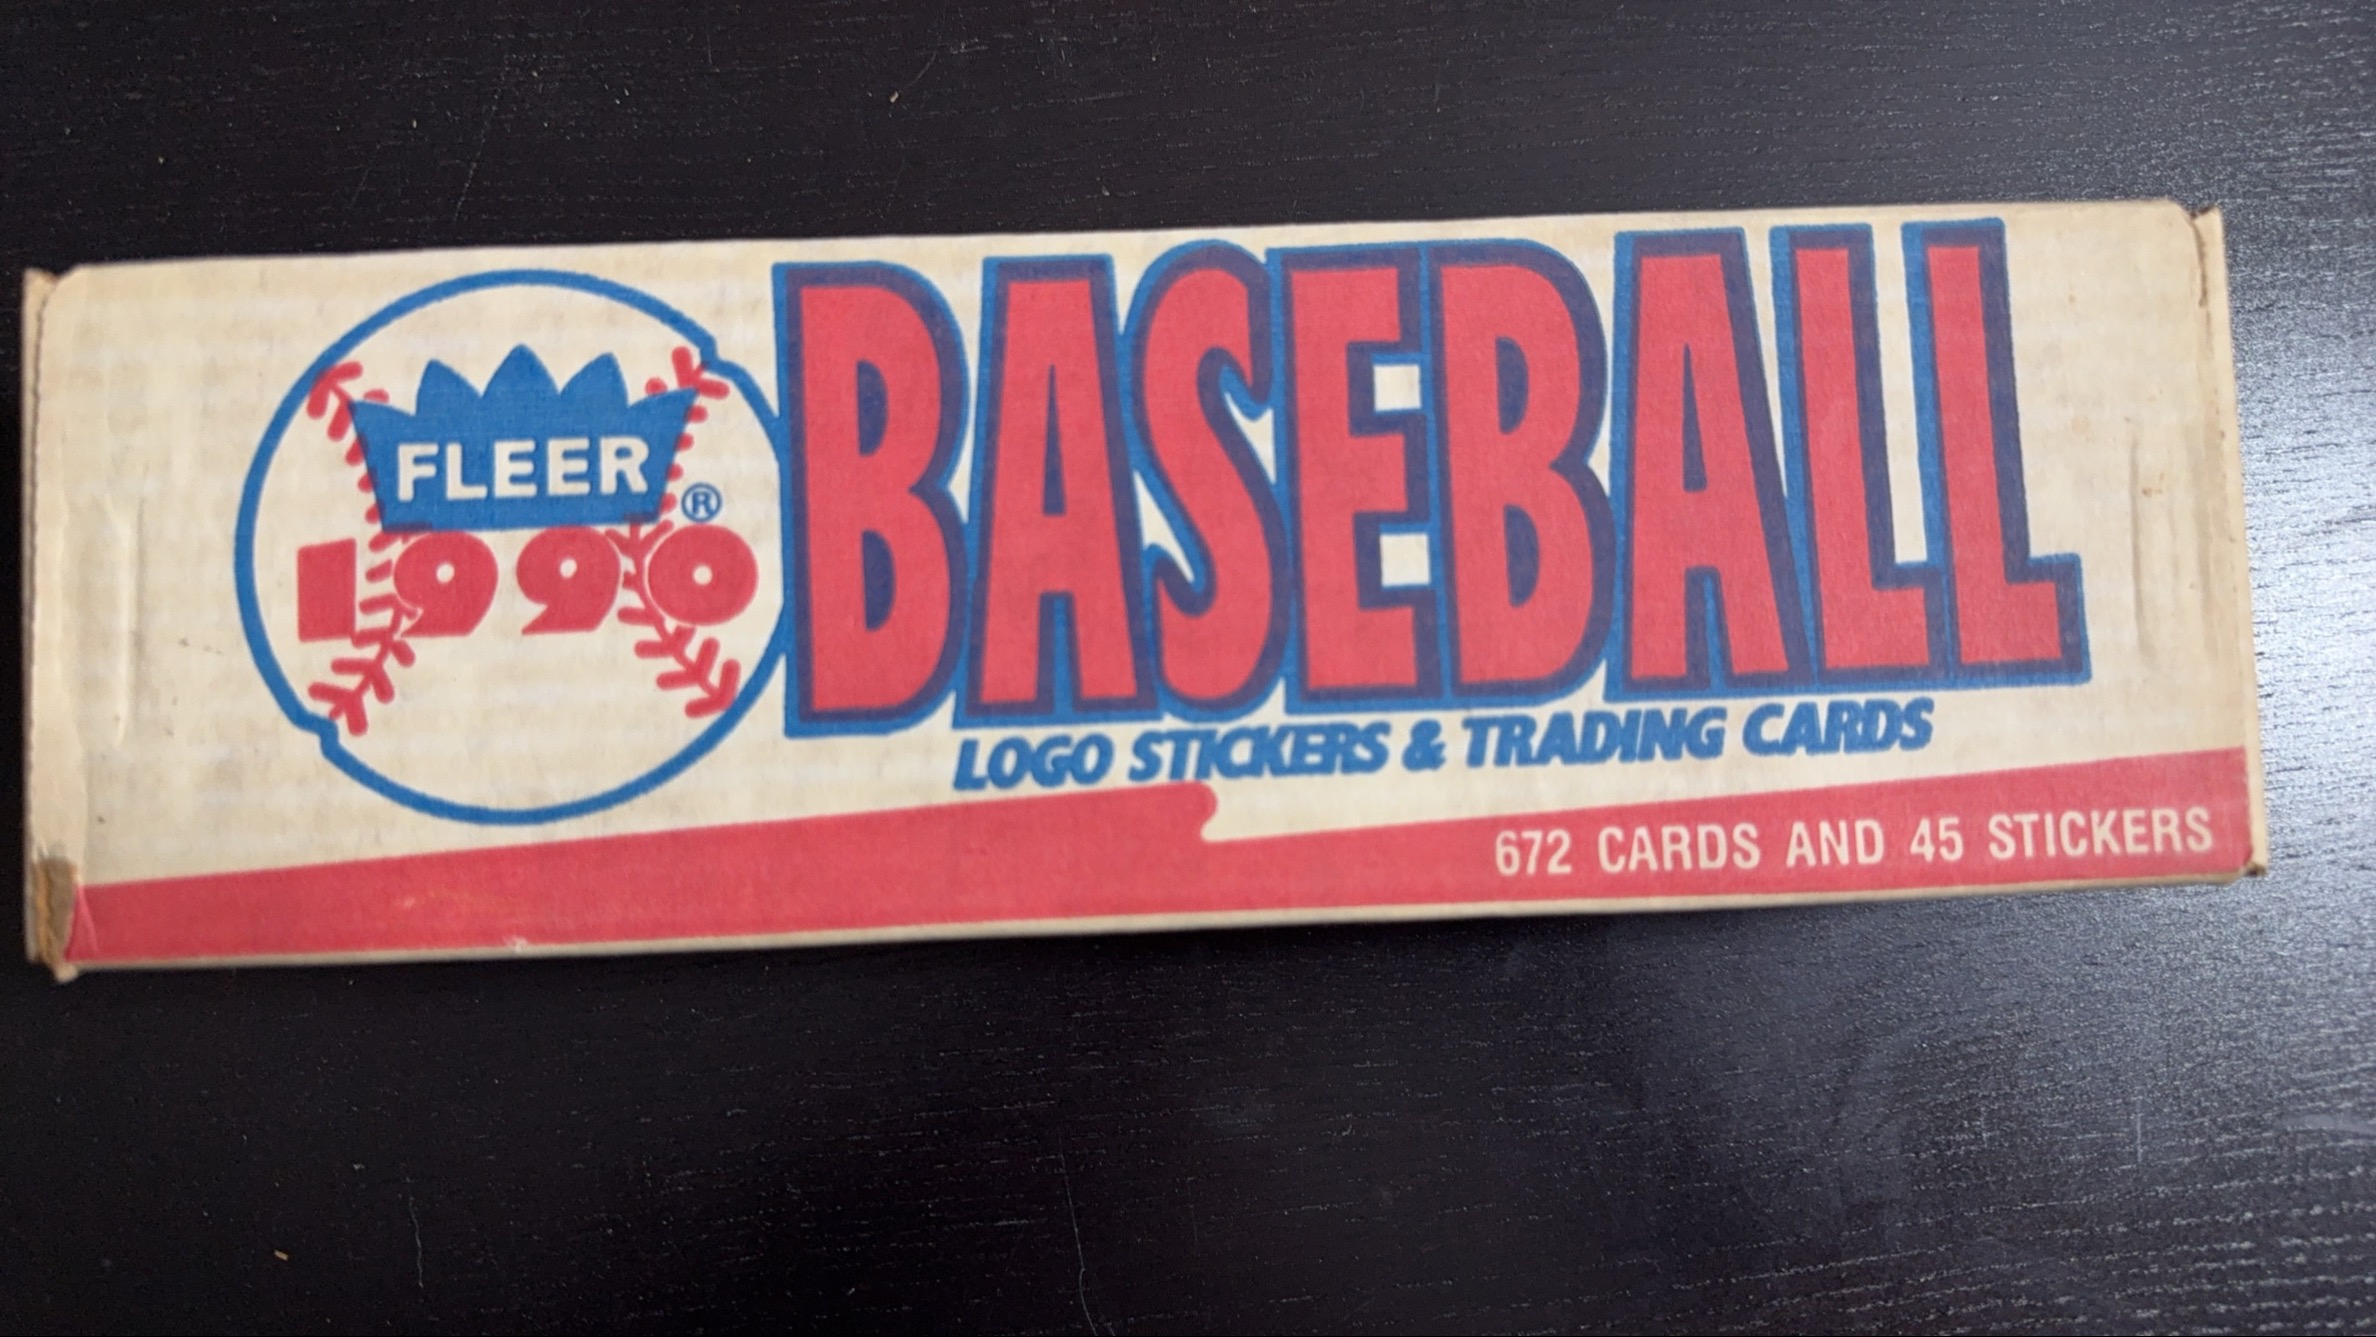 FLEER®
1990
BASEBALL
LOGO STICKERS & TRADING CARDS
672 CARDS AND 45 STICKERS